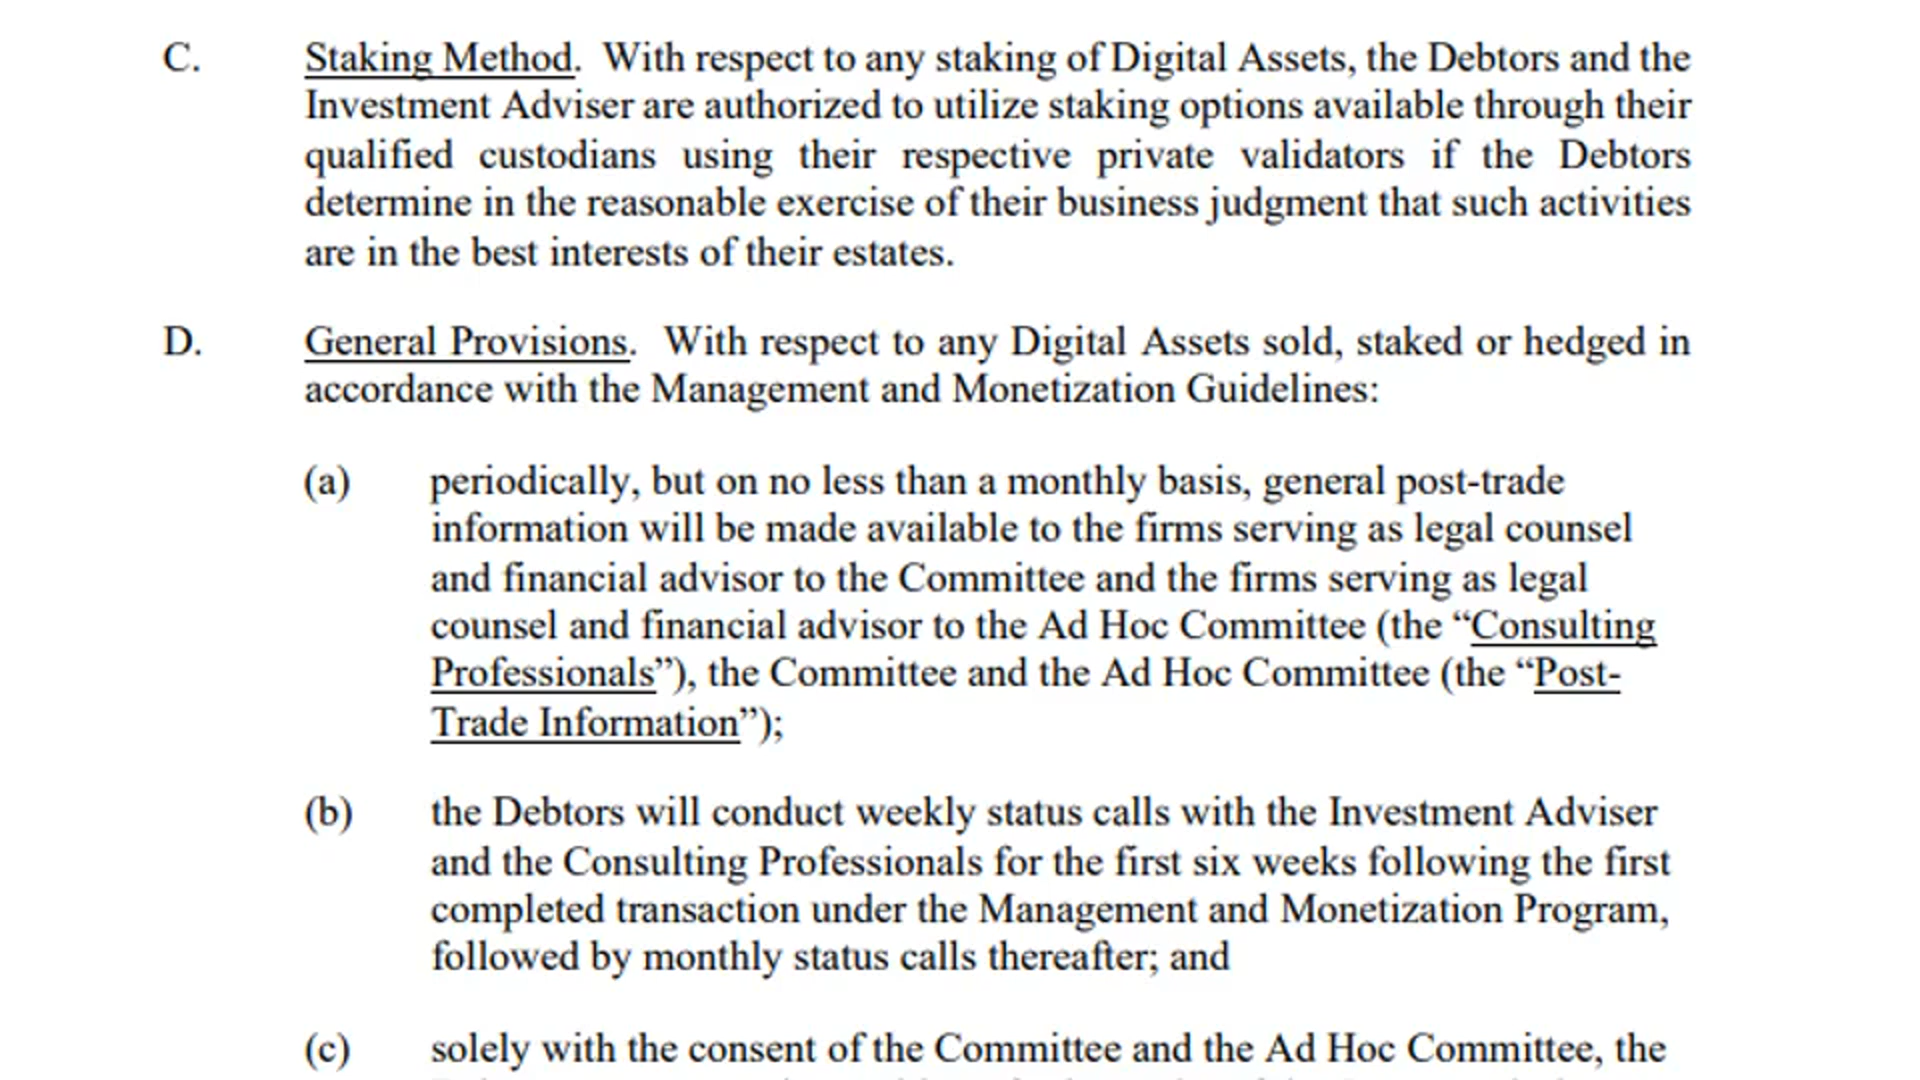 C. Staking Method. With respect to any staking of Digital Assets, the Debtors and the
Investment Adviser are authorized to utilize staking options available through their
qualified custodians using their respective private validators if the Debtors
determine in the reasonable exercise of their business judgment that such activities
are in the best interests of their estates.
D. General Provisions. With respect to any Digital Assets sold, staked or hedged in
accordance with the Management and Monetization Guidelines:
(a) periodically, but on no less than a monthly basis, general post-trade
information will be made available to the firms serving as legal counsel
and financial advisor to the Committee and the firms serving as legal
counsel and financial advisor to the Ad Hoc Committee (the “Consulting
Professionals”), the Committee and the Ad Hoc Committee (the “Post-
Trade Information”);
(b) the Debtors will conduct weekly status calls with the Investment Adviser
and the Consulting Professionals for the first six weeks following the first
completed transaction under the Management and Monetization Program,
followed by monthly status calls thereafter; and
(c) solely with the consent of the Committee and the Ad Hoc Committee, the